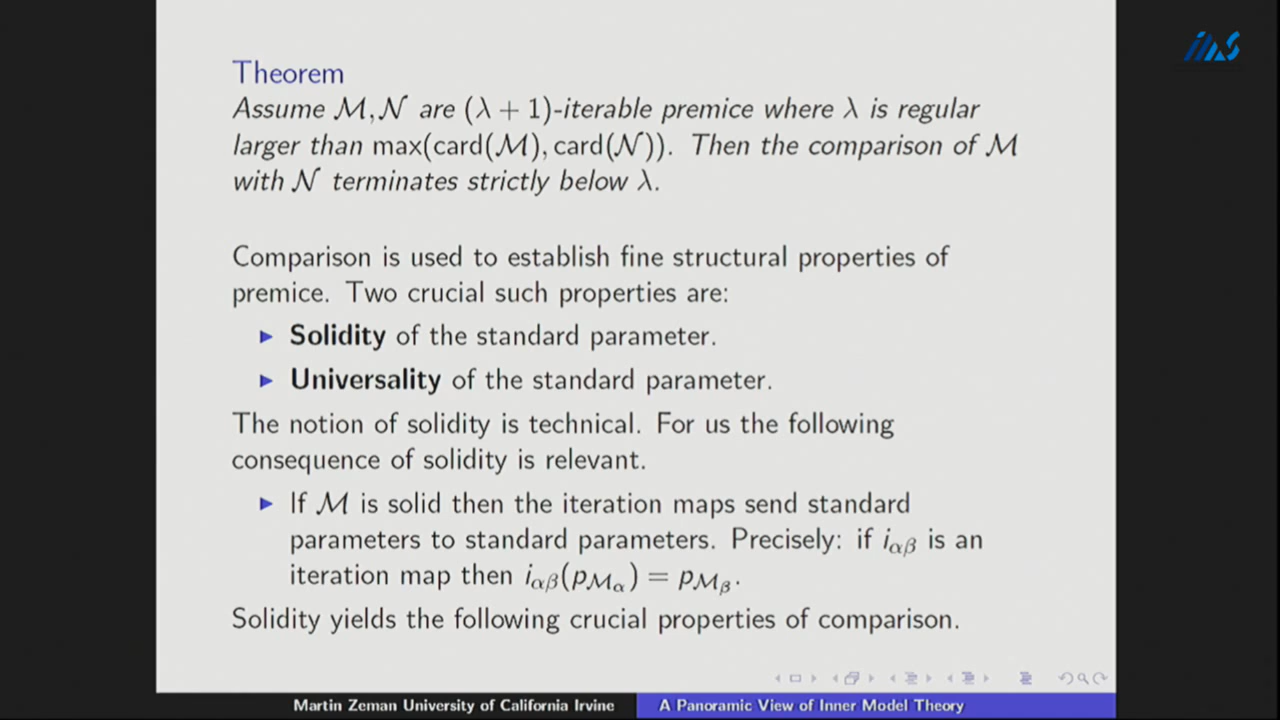 Theorem
Assume ℳ, 𝒩 are (λ + 1)-iterable premice where λ is regular
larger than max(card(ℳ), card(𝒩)). Then the comparison of ℳ
with 𝒩 terminates strictly below λ.
Comparison is used to establish fine structural properties of
premice. Two crucial such properties are:
▶ Solidity of the standard parameter.
▶ Universality of the standard parameter.
The notion of solidity is technical. For us the following
consequence of solidity is relevant.
▶ If ℳ is solid then the iteration maps send standard
parameters to standard parameters. Precisely: if i_{αβ} is an
iteration map then i_{αβ}(p_{ℳ_α}) = p_{ℳ_β}.
Solidity yields the following crucial properties of comparison.
Martin Zeman University of California Irvine
A Panoramic View of Inner Model Theory
ims